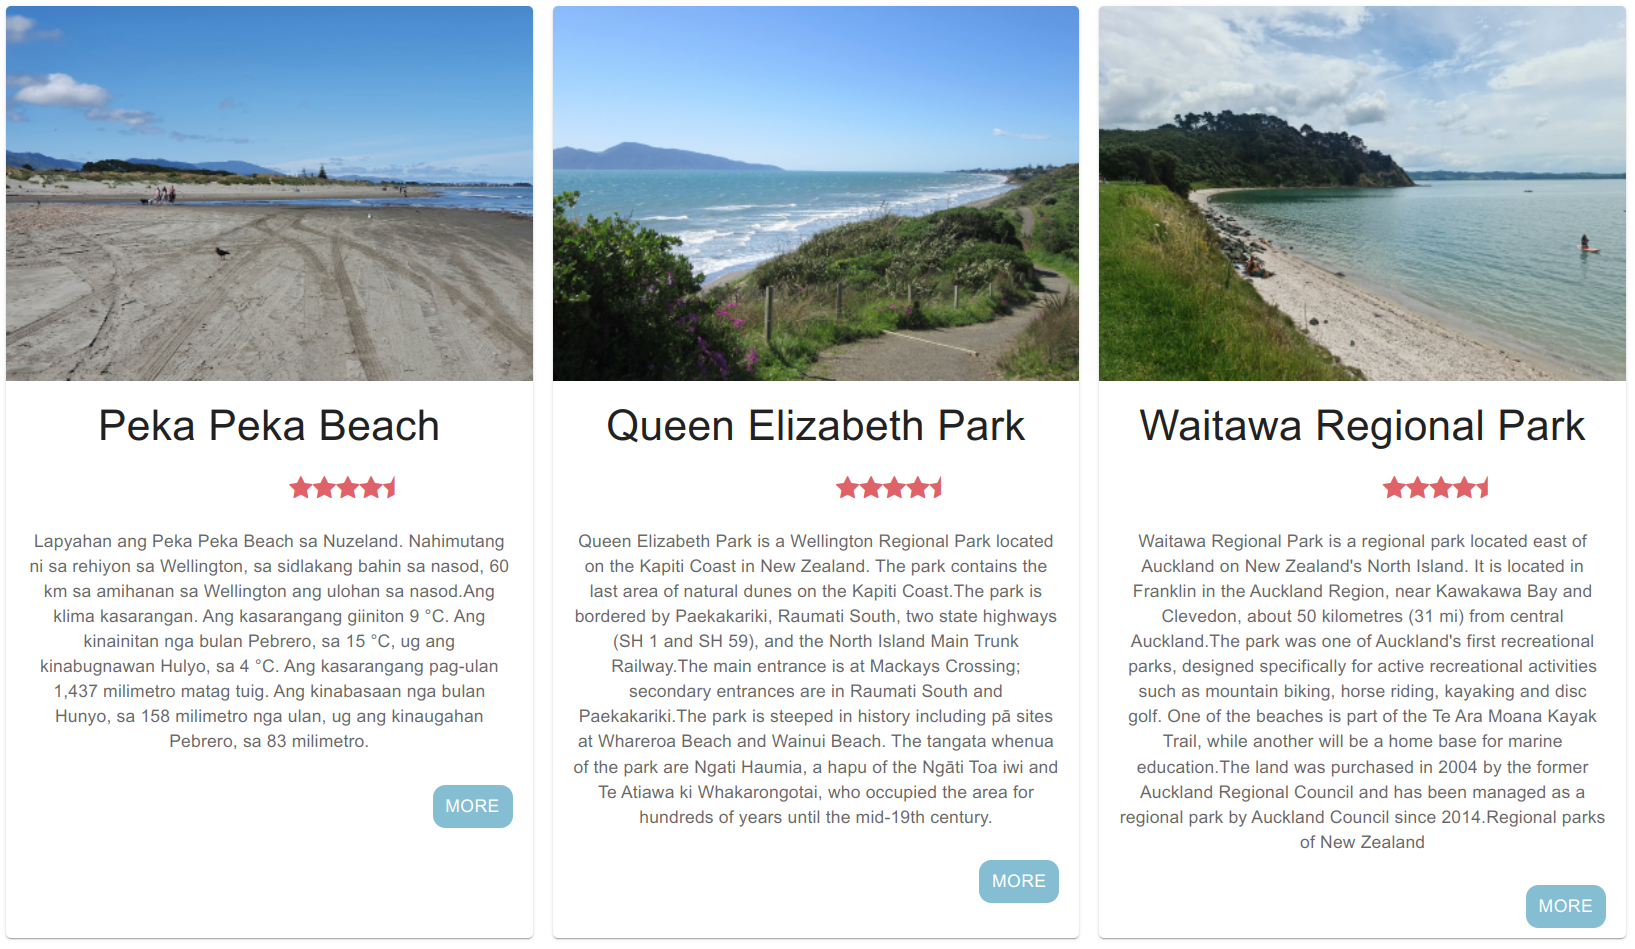 Peka Peka Beach
Lapyahan ang Peka Peka Beach sa Nuzeland. Nahimutang
ni sa rehiyon sa Wellington, sa sidlakang bahin sa nasod, 60
km sa amihanan sa Wellington ang ulohan sa nasod.Ang
klima kasarangan. Ang kasarangang giiniton 9 °C. Ang
kinainitan nga bulan Pebrero, sa 15 °C, ug ang
kinabugnawan Hulyo, sa 4 °C. Ang kasarangang pag-ulan
1,437 milimetro matag tuig. Ang kinabasaan nga bulan
Hunyo, sa 158 milimetro nga ulan, ug ang kinaugahan
Pebrero, sa 83 milimetro.
MORE
Queen Elizabeth Park
Queen Elizabeth Park is a Wellington Regional Park located
on the Kapiti Coast in New Zealand. The park contains the
last area of natural dunes on the Kapiti Coast.The park is
bordered by Paekakariki, Raumati South, two state highways
(SH 1 and SH 59), and the North Island Main Trunk
Railway.The main entrance is at Mackays Crossing;
secondary entrances are in Raumati South and
Paekakariki.The park is steeped in history including pā sites
at Whareroa Beach and Wainui Beach. The tangata whenua
of the park are Ngati Haumia, a hapu of the Ngāti Toa iwi and
Te Atiawa ki Whakarongotai, who occupied the area for
hundreds of years until the mid-19th century.
MORE
Waitawa Regional Park
Waitawa Regional Park is a regional park located east of
Auckland on New Zealand's North Island. It is located in
Franklin in the Auckland Region, near Kawakawa Bay and
Clevedon, about 50 kilometres (31 mi) from central
Auckland.The park was one of Auckland's first recreational
parks, designed specifically for active recreational activities
such as mountain biking, horse riding, kayaking and disc
golf. One of the beaches is part of the Te Ara Moana Kayak
Trail, while another will be a home base for marine
education.The land was purchased in 2004 by the former
Auckland Regional Council and has been managed as a
regional park by Auckland Council since 2014.Regional parks
of New Zealand
MORE